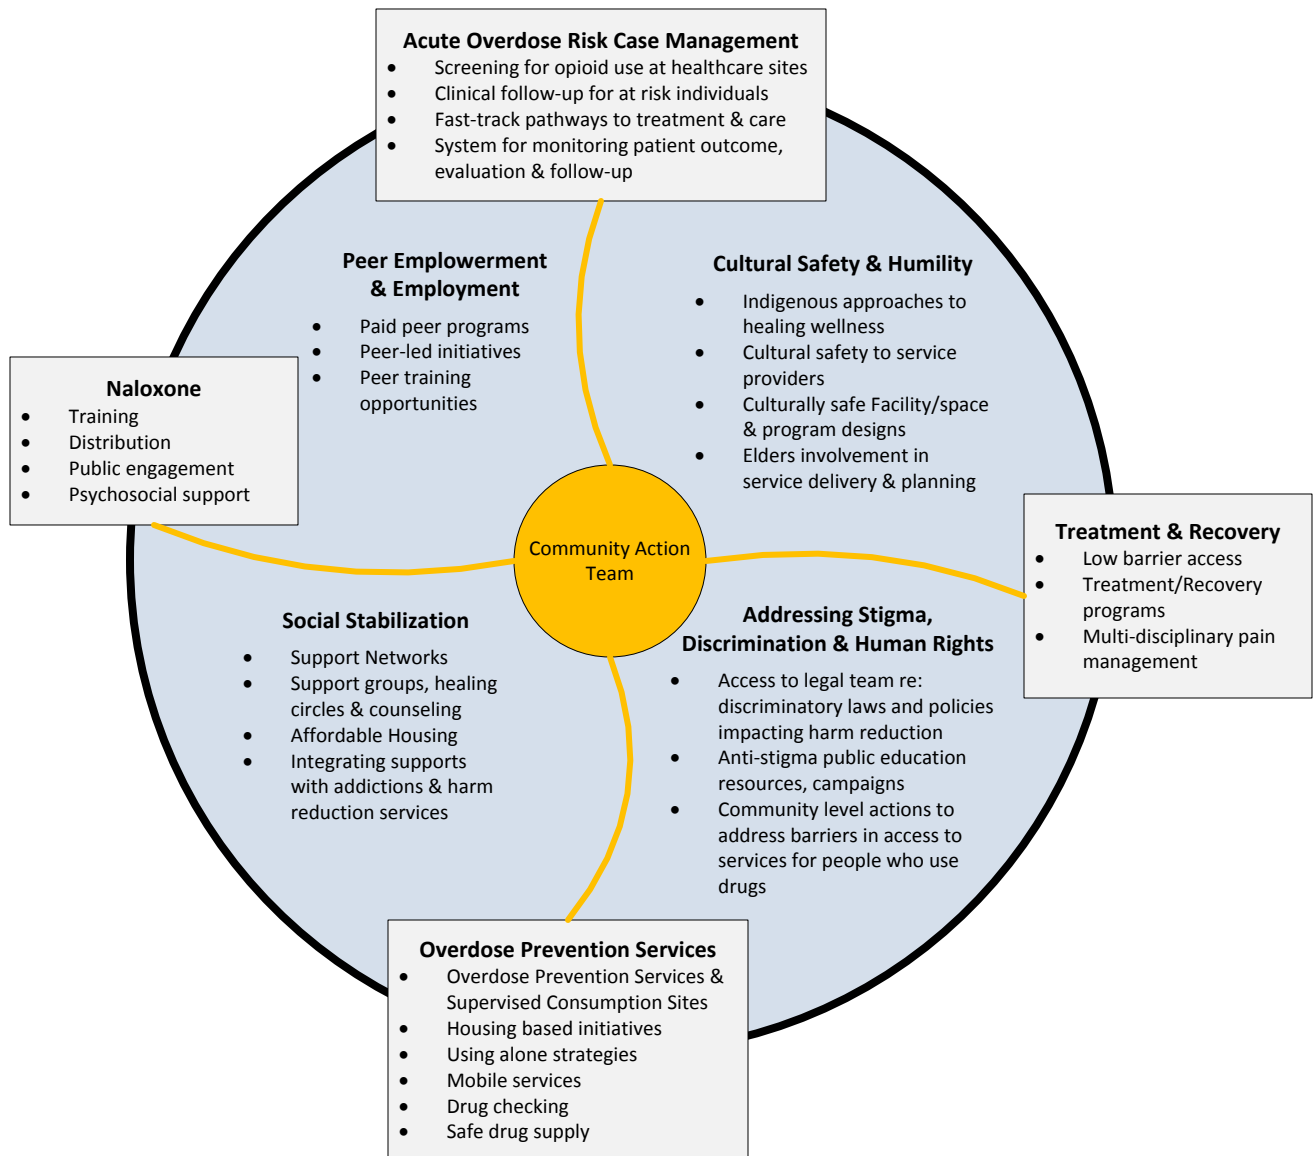 Acute Overdose Risk Case Management
• Screening for opioid use at healthcare sites
• Clinical follow-up for at risk individuals
• Fast-track pathways to treatment & care
• System for monitoring patient outcome,
evaluation & follow-up
Peer Emplowerment
& Employment
• Paid peer programs
• Peer-led initiatives
• Peer training
opportunities
Cultural Safety & Humility
• Indigenous approaches to
healing wellness
• Cultural safety to service
providers
• Culturally safe Facility/space
& program designs
• Elders involvement in
service delivery & planning
Naloxone
• Training
• Distribution
• Public engagement
• Psychosocial support
Community Action
Team
Treatment & Recovery
• Low barrier access
• Treatment/Recovery
programs
• Multi-disciplinary pain
management
Social Stabilization
• Support Networks
• Support groups, healing
circles & counseling
• Affordable Housing
• Integrating supports
with addictions & harm
reduction services
Addressing Stigma,
Discrimination & Human Rights
• Access to legal team re:
discriminatory laws and policies
impacting harm reduction
• Anti-stigma public education
resources, campaigns
• Community level actions to
address barriers in access to
services for people who use
drugs
Overdose Prevention Services
• Overdose Prevention Services &
Supervised Consumption Sites
• Housing based initiatives
• Using alone strategies
• Mobile services
• Drug checking
• Safe drug supply